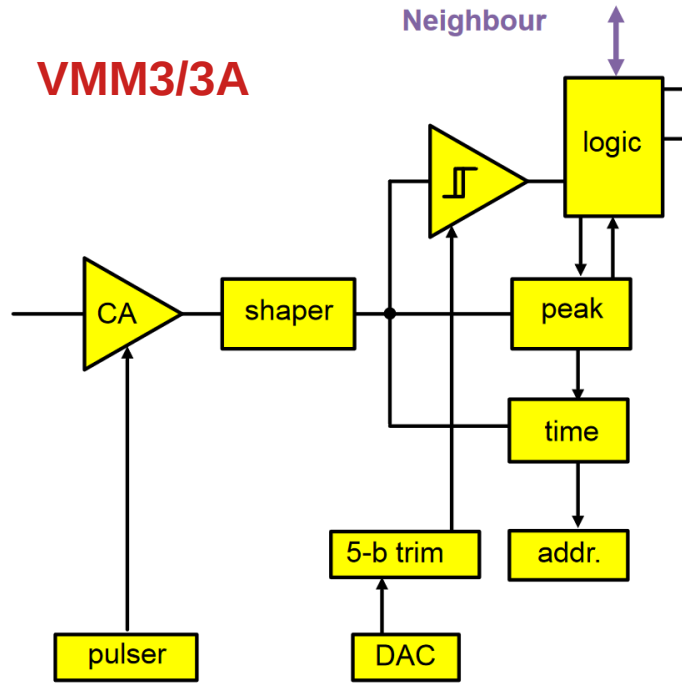 Neighbour
VMM3/3A
logic
CA
shaper
peak
time
5-b trim
addr.
pulser
DAC